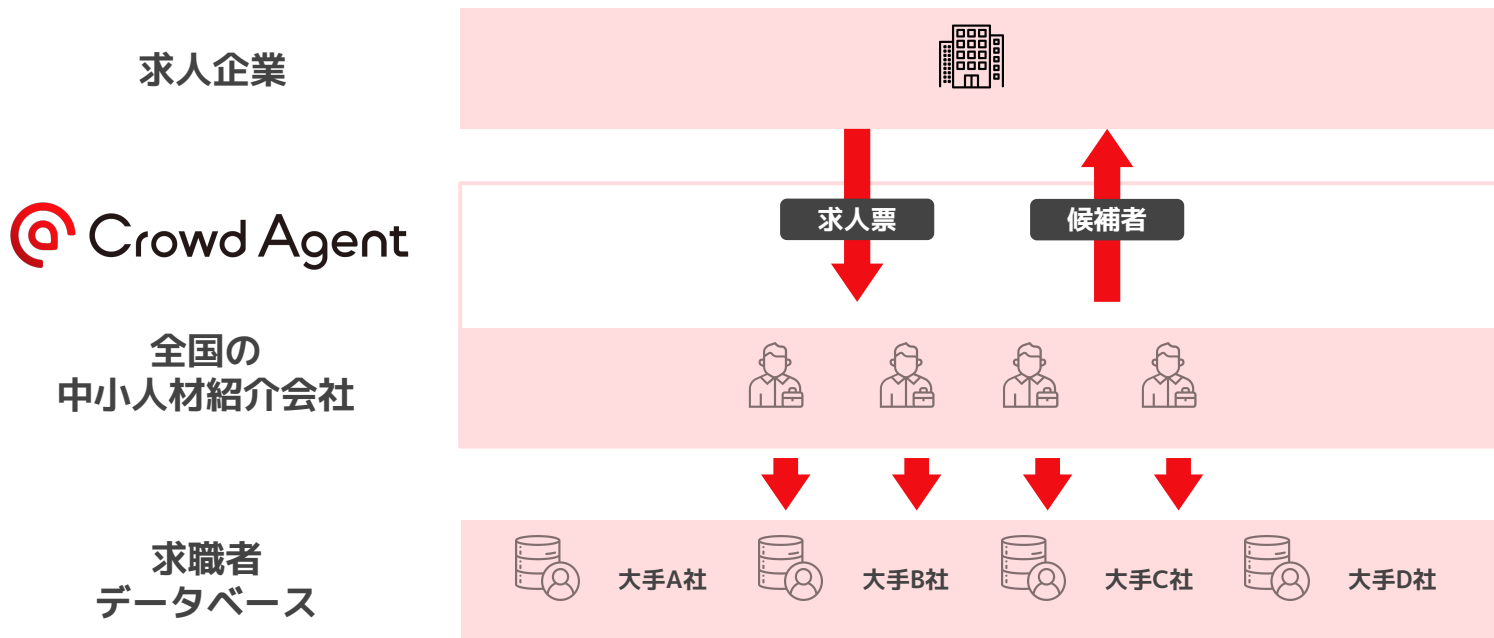 求人企業
Crowd Agent
求人票
候補者
全国の
中小人材紹介会社
求職者
データベース
大手A社
大手B社
大手C社
大手D社